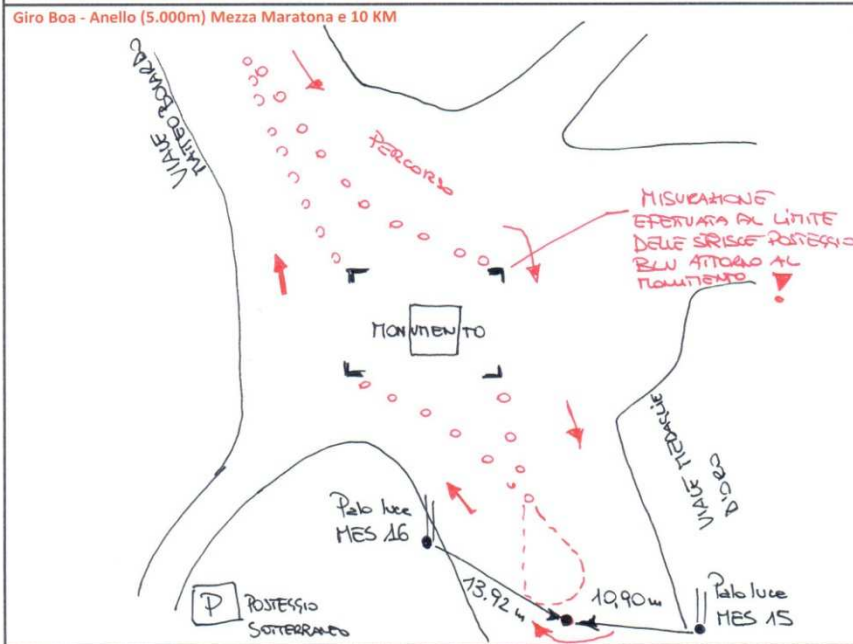 Giro Boa - Anello (5.000m) Mezza Maratona e 10 KM
VIALE
MATTEO BOIARDO
PERCORSO
MISURAZIONE
EFFETUATA AL LIMITE
DELLE STRISCE POSTEGGIO
BLU ATTORNO AL
MONUMENTO
MONUMENTO
VIALE MEDAGLIE
D'ORO
Palo luce
MES 16
13,92 m
10,90 m
Palo luce
MES 15
P
POSTEGGIO
SOTTERRANEO